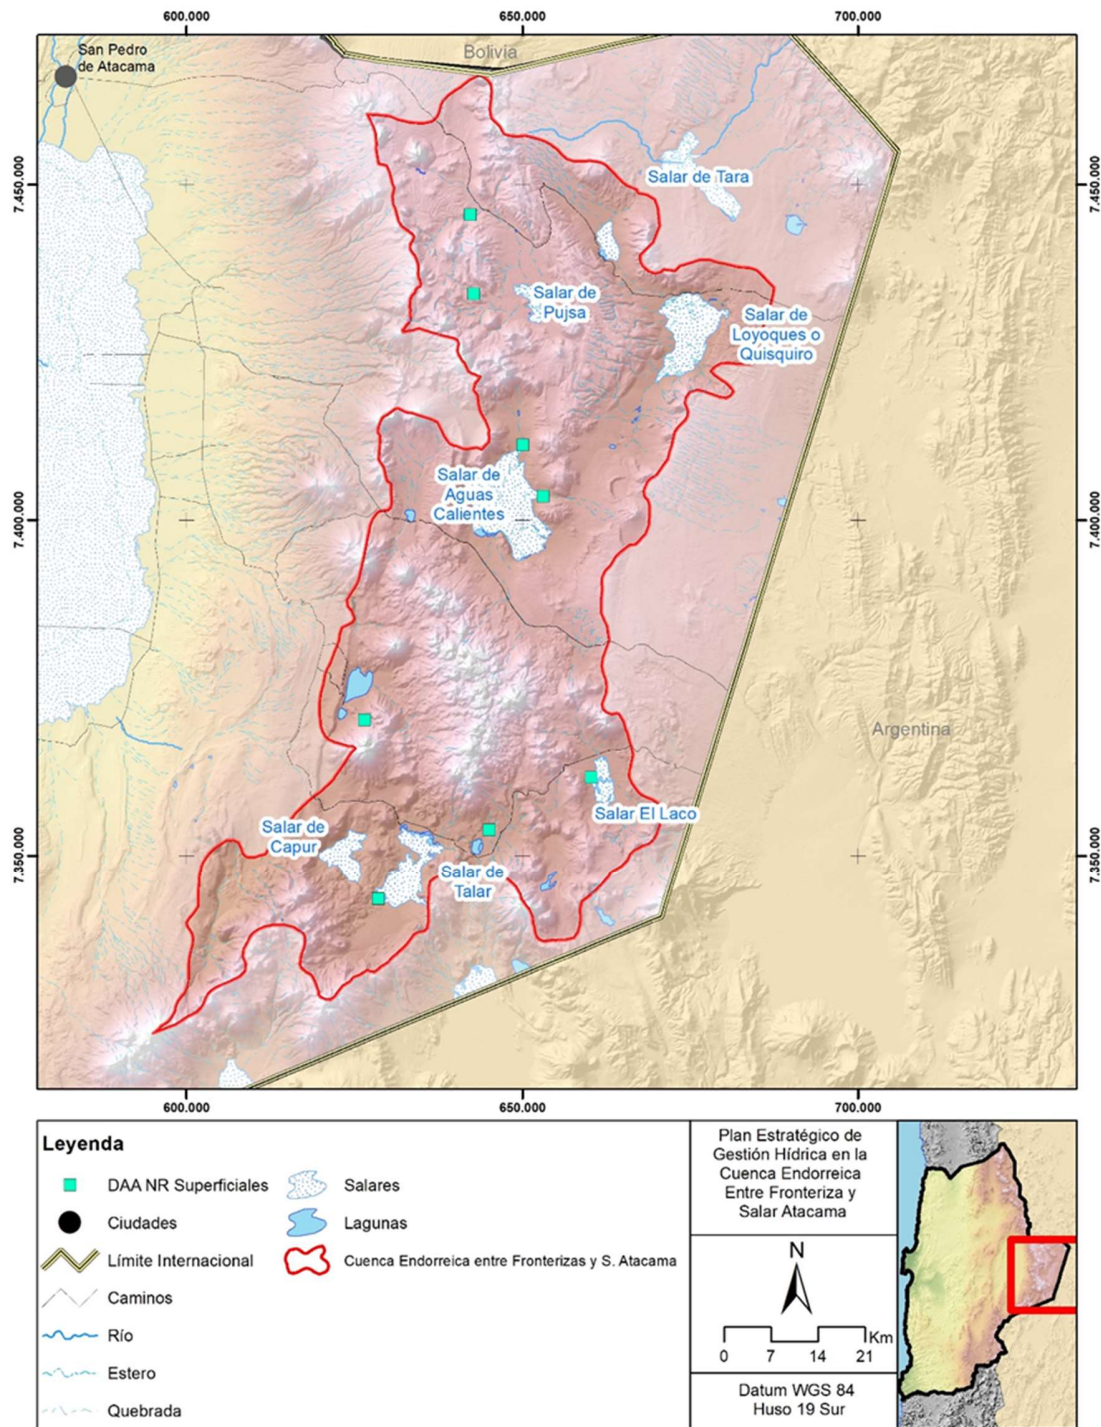 600.000
650.000
700.000
San Pedro
de Atacama
Bolivia
7.450.000
7.450.000
Salar de Tara
Salar de
Pujsa
Salar de
Loyoques o
Quisquiro
Salar de
Aguas
Calientes
7.400.000
7.400.000
Argentina
Salar El Laco
Salar de
Capur
7.350.000
7.350.000
Salar de
Talar
600.000
650.000
700.000
Leyenda
DAA NR Superficiales
Ciudades
Límite Internacional
Caminos
Río
Estero
Quebrada
Salares
Lagunas
Cuenca Endorreica entre Fronterizas y S. Atacama
Plan Estratégico de
Gestión Hídrica en la
Cuenca Endorreica
Entre Fronteriza y
Salar Atacama
N
Km
0 7 14 21
Datum WGS 84
Huso 19 Sur